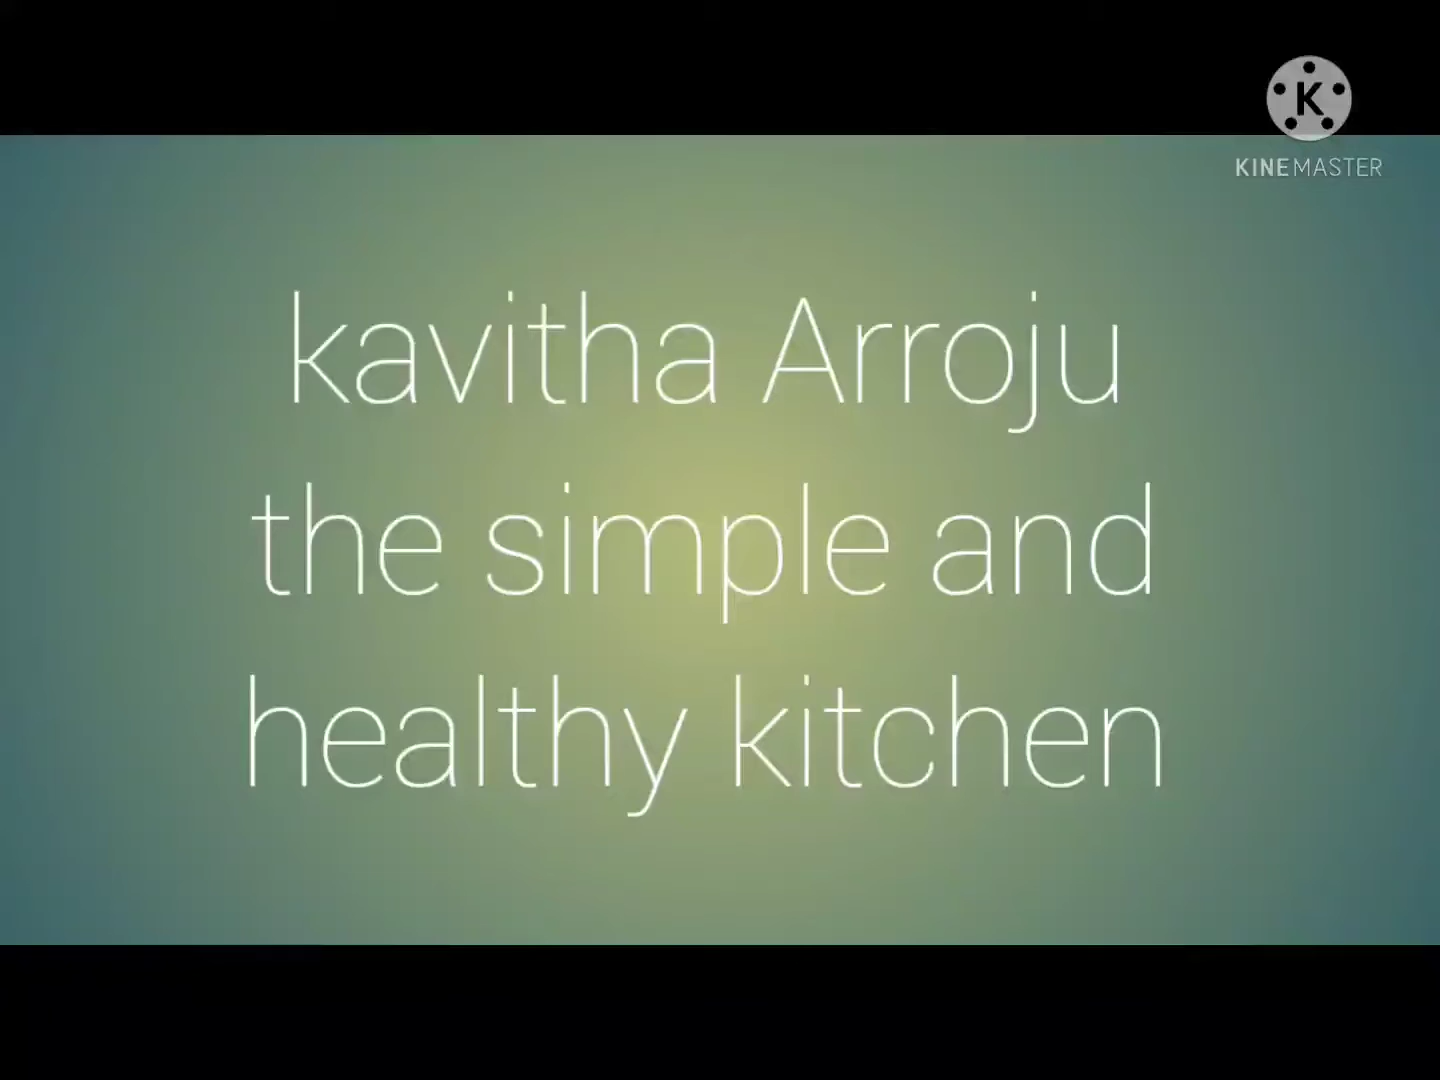 K
KINEMASTER
kavitha Arroju
the simple and
healthy kitchen